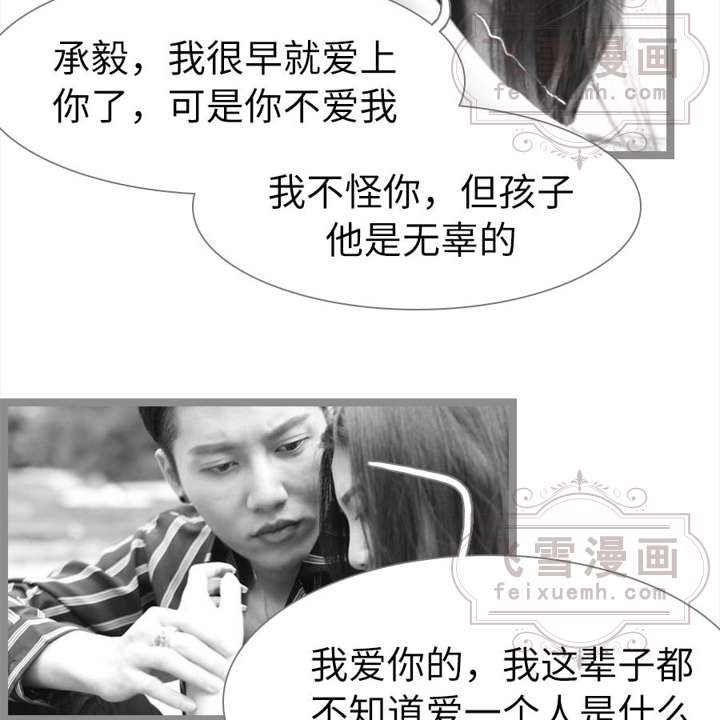 承毅，我很早就爱上
你了，可是你不爱我
飞雪漫画
feixuemh.com
我不怪你，但孩子
他是无辜的
飞雪漫画
feixuemh.com
我爱你的，我这辈子都
不知道爱一个人是什么